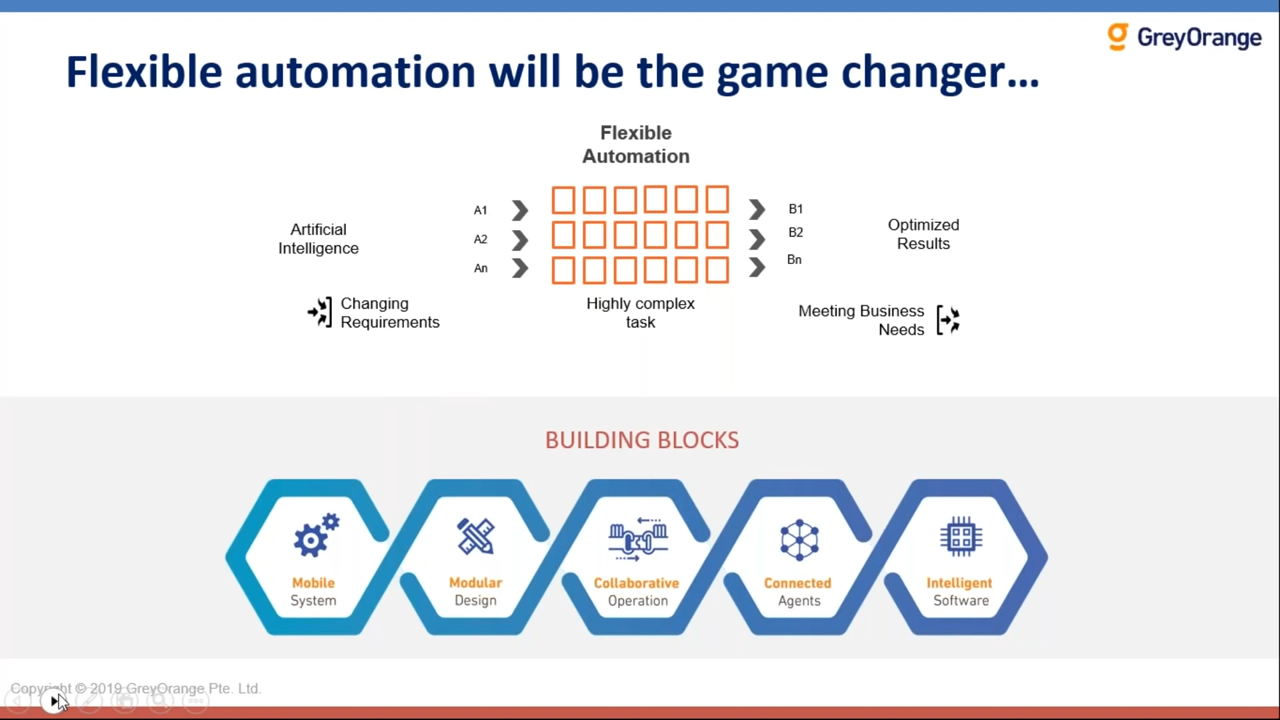 GreyOrange
Flexible automation will be the game changer...
Flexible
Automation
A1
B1
Artificial
Intelligence
A2
B2
Optimized
Results
An
Bn
Changing
Requirements
Highly complex
task
Meeting Business
Needs
BUILDING BLOCKS
Mobile
System
Modular
Design
Collaborative
Operation
Connected
Agents
Intelligent
Software
Copyright © 2019 GreyOrange Pte. Ltd.